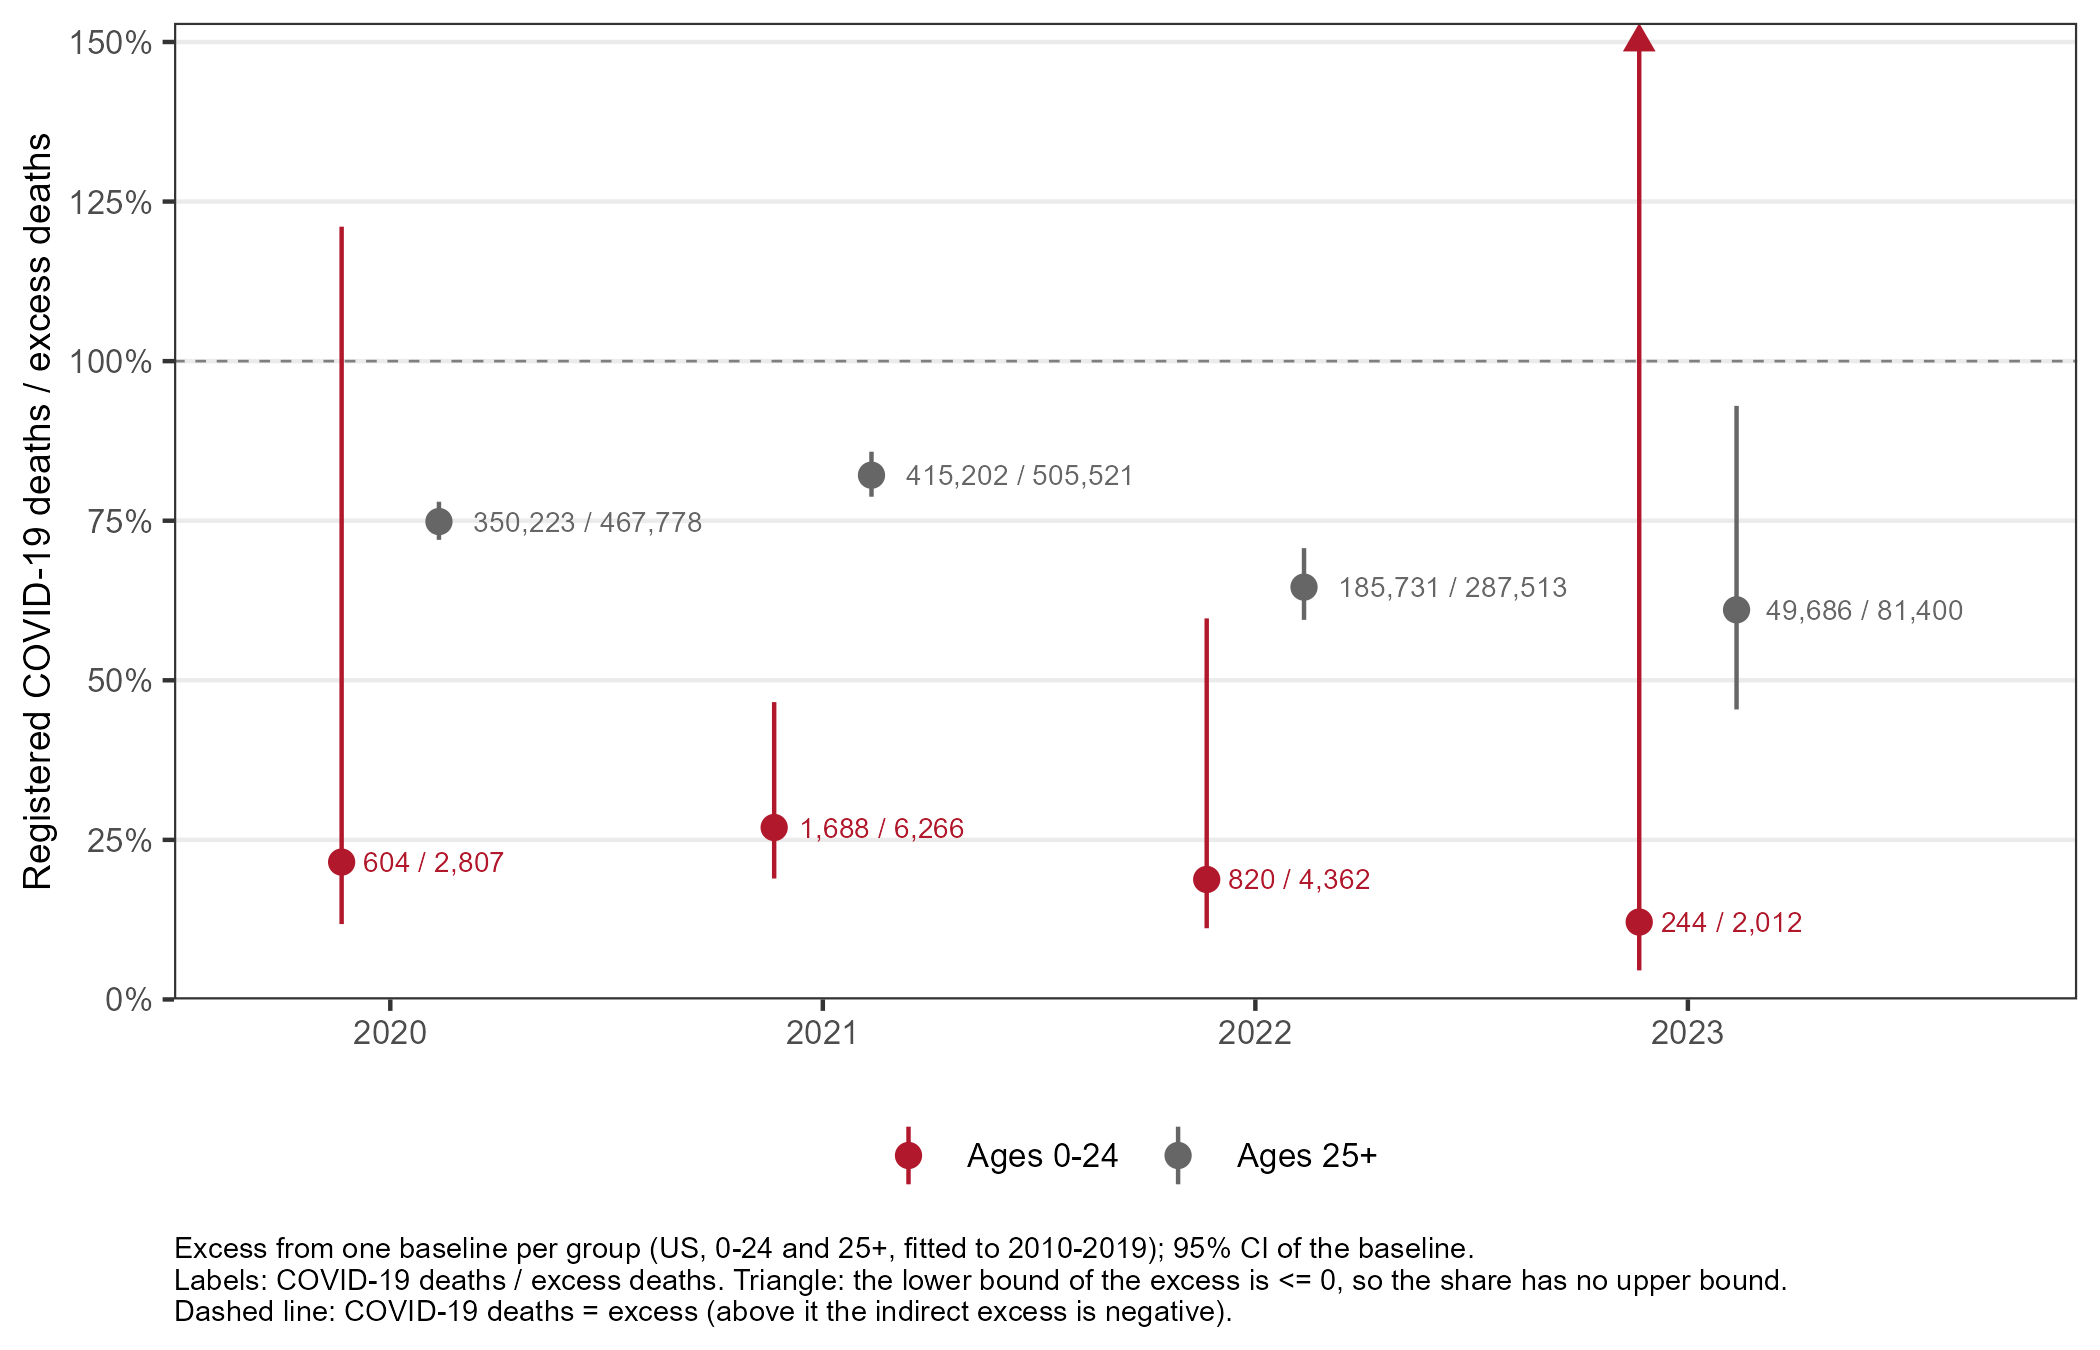 Registered COVID-19 deaths / excess deaths
150%
125%
100%
75%
50%
25%
0%
604 / 2,807
350,223 / 467,778
1,688 / 6,266
415,202 / 505,521
820 / 4,362
185,731 / 287,513
244 / 2,012
49,686 / 81,400
2020
2021
2022
2023
Ages 0-24
Ages 25+
Excess from one baseline per group (US, 0-24 and 25+, fitted to 2010-2019); 95% CI of the baseline.
Labels: COVID-19 deaths / excess deaths. Triangle: the lower bound of the excess is <= 0, so the share has no upper bound.
Dashed line: COVID-19 deaths = excess (above it the indirect excess is negative).